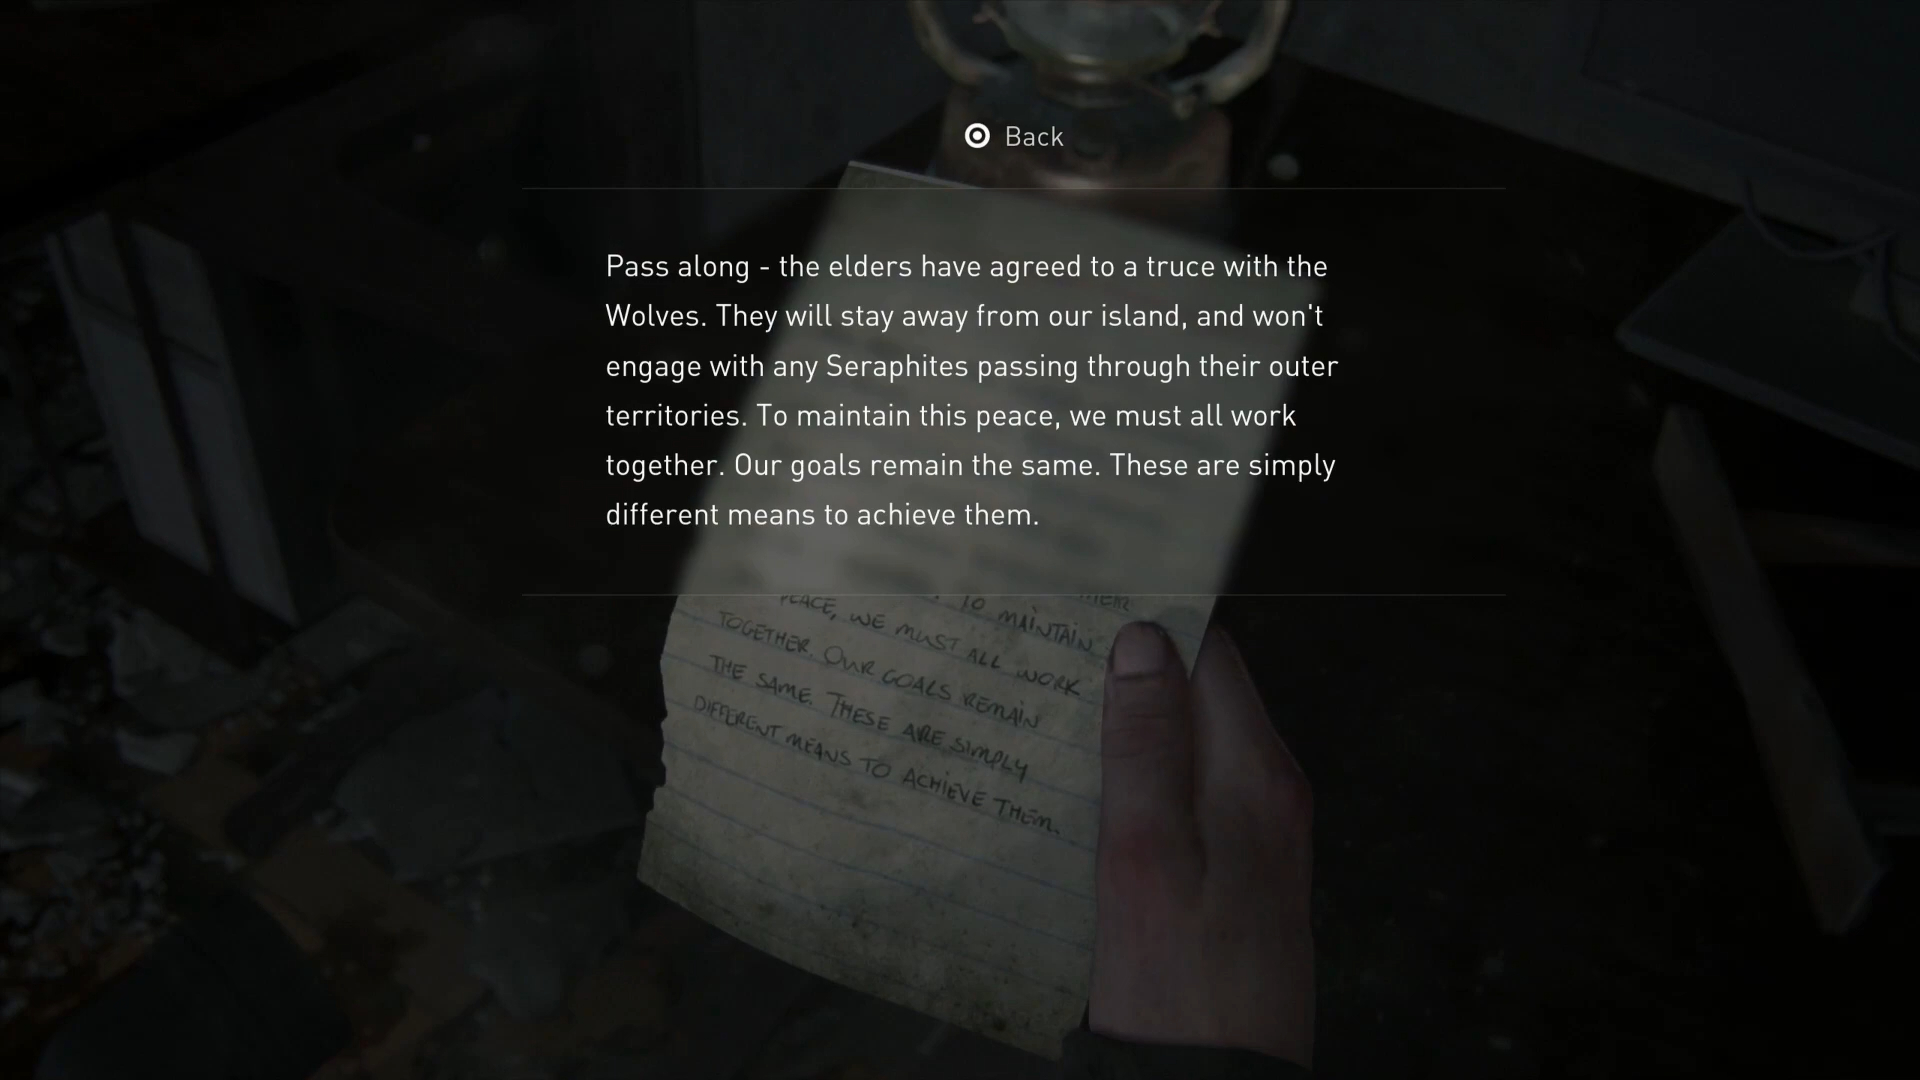 Back
Pass along - the elders have agreed to a truce with the
Wolves. They will stay away from our island, and won't
engage with any Seraphites passing through their outer
territories. To maintain this peace, we must all work
together. Our goals remain the same. These are simply
different means to achieve them.
THEIR
TO MAINTAIN
PEACE, WE MUST ALL WORK
TOGETHER. OUR GOALS REMAIN
THE SAME. THESE ARE SIMPLY
DIFFERENT MEANS TO ACHIEVE THEM.